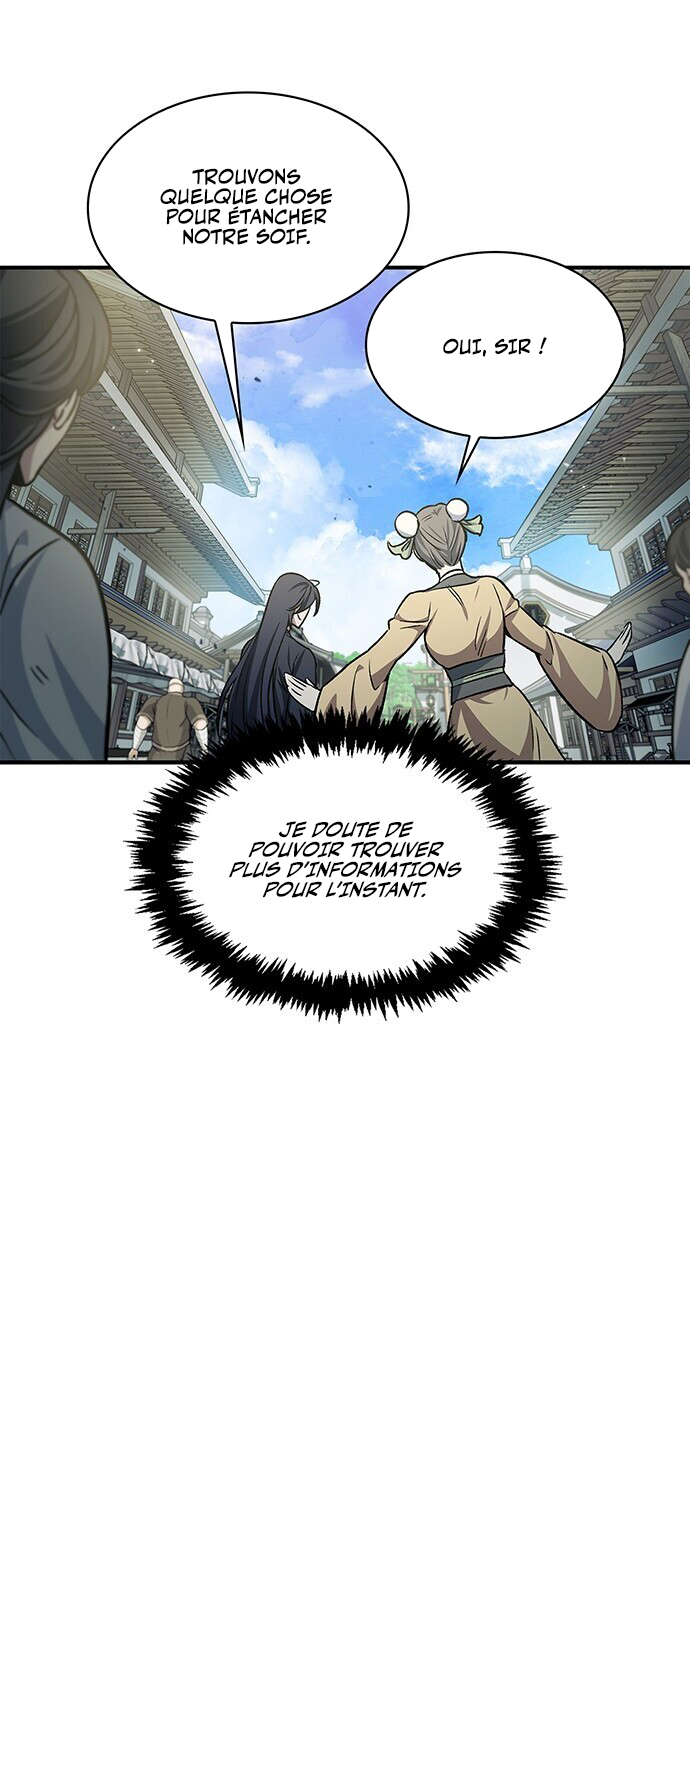 TROUVONS
QUELQUE CHOSE
POUR ÉTANCHER
NOTRE SOIF.
OUI, SIR !
JE DOUTE DE
POUVOIR TROUVER
PLUS D'INFORMATIONS
POUR L'INSTANT.